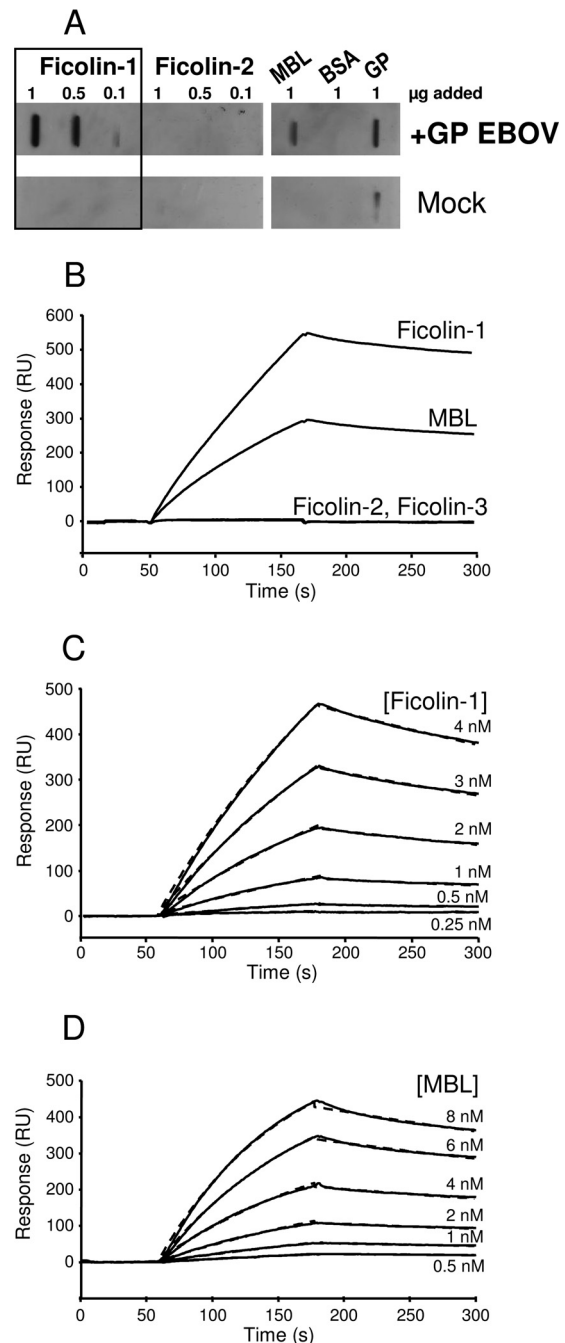 A
Ficolin-1 Ficolin-2 MBL BSA GP
1 0.5 0.1 1 0.5 0.1 1 1 1 µg added
+GP EBOV
Mock
B
600
500
400
300
200
100
0
Response (RU)
Ficolin-1
MBL
Ficolin-2, Ficolin-3
0 50 100 150 200 250 300
Time (s)
C
500
400
300
200
100
0
Response (RU)
[Ficolin-1]
4 nM
3 nM
2 nM
1 nM
0.5 nM
0.25 nM
0 50 100 150 200 250 300
Time (s)
D
500
400
300
200
100
0
Response (RU)
[MBL]
8 nM
6 nM
4 nM
2 nM
1 nM
0.5 nM
0 50 100 150 200 250 300
Time (s)